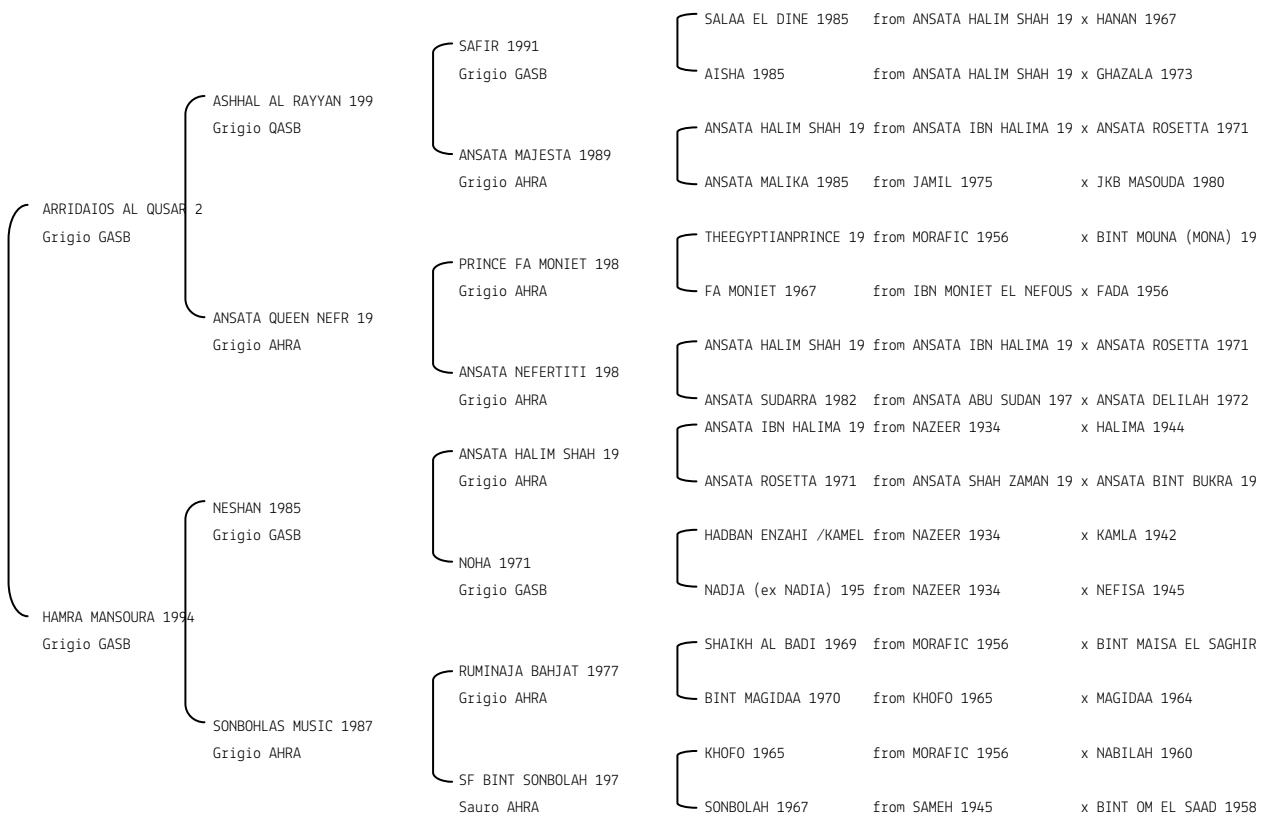 SALAA EL DINE 1985 from ANSATA HALIM SHAH 19 x HANAN 1967
SAFIR 1991
Grigio GASB
AISHA 1985 from ANSATA HALIM SHAH 19 x GHAZALA 1973
ASHHAL AL RAYYAN 199
Grigio QASB
ANSATA HALIM SHAH 19 from ANSATA IBN HALIMA 19 x ANSATA ROSETTA 1971
ANSATA MAJESTA 1989
Grigio AHRA
ANSATA MALIKA 1985 from JAMIL 1975 x JKB MASOUDA 1980
ARRIDAIOS AL QUSAR 2
Grigio GASB
THEEGYPTIANPRINCE 19 from MORAFIC 1956 x BINT MOUNA (MONA) 19
PRINCE FA MONIET 198
Grigio AHRA
FA MONIET 1967 from IBN MONIET EL NEFOUS x FADA 1956
ANSATA QUEEN NEFR 19
Grigio AHRA
ANSATA HALIM SHAH 19 from ANSATA IBN HALIMA 19 x ANSATA ROSETTA 1971
ANSATA NEFERTITI 198
Grigio AHRA
ANSATA SUDARRA 1982 from ANSATA ABU SUDAN 197 x ANSATA DELILAH 1972
ANSATA IBN HALIMA 19 from NAZEER 1934 x HALIMA 1944
ANSATA HALIM SHAH 19
Grigio AHRA
ANSATA ROSETTA 1971 from ANSATA SHAH ZAMAN 19 x ANSATA BINT BUKRA 19
NESHAN 1985
Grigio GASB
HADBAN ENZAHI /KAMEL from NAZEER 1934 x KAMLA 1942
NOHA 1971
Grigio GASB
NADJA (ex NADIA) 195 from NAZEER 1934 x NEFISA 1945
HAMRA MANSOURA 1994
Grigio GASB
SHAIKH AL BADI 1969 from MORAFIC 1956 x BINT MAISA EL SAGHIR
RUMINAJA BAHJAT 1977
Grigio AHRA
BINT MAGIDAA 1970 from KHOFO 1965 x MAGIDAA 1964
SONBOHLAS MUSIC 1987
Grigio AHRA
KHOFO 1965 from MORAFIC 1956 x NABILAH 1960
SF BINT SONBOLAH 197
Sauro AHRA
SONBOLAH 1967 from SAMEH 1945 x BINT OM EL SAAD 1958